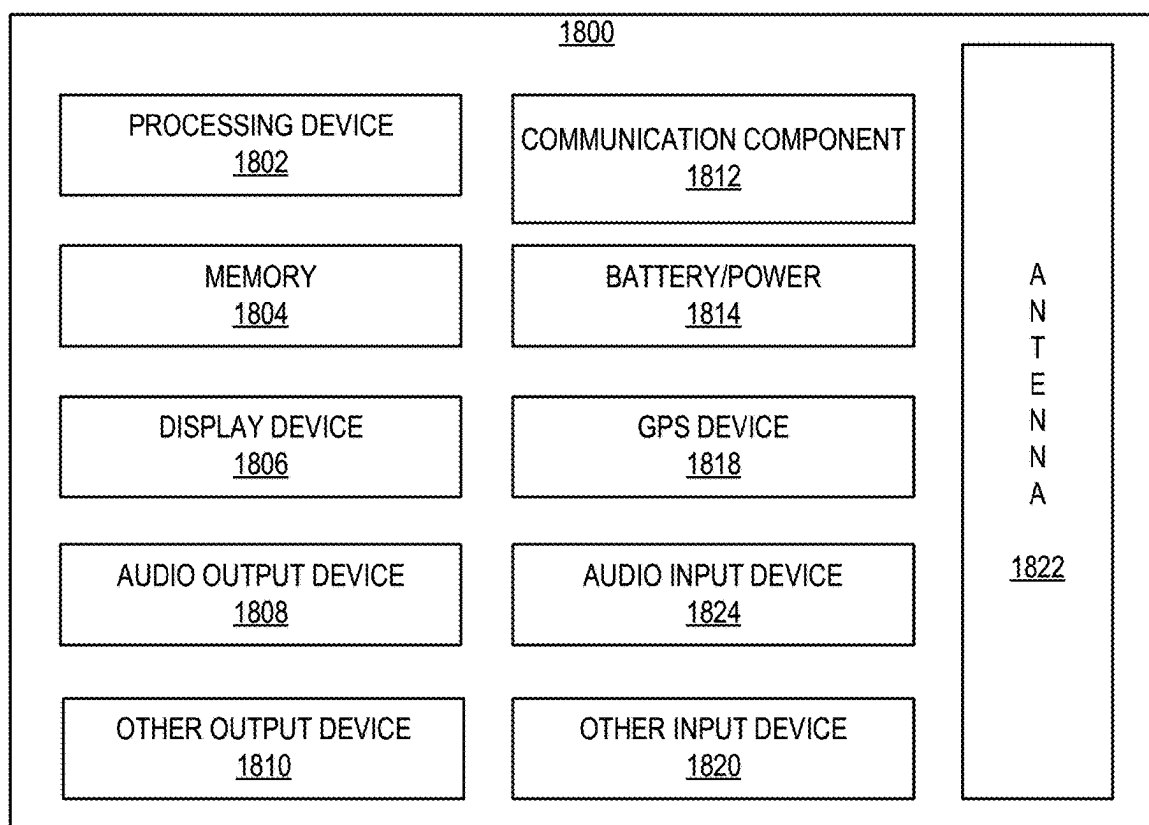 1800
PROCESSING DEVICE
1802
COMMUNICATION COMPONENT
1812
MEMORY
1804
BATTERY/POWER
1814
DISPLAY DEVICE
1806
GPS DEVICE
1818
AUDIO OUTPUT DEVICE
1808
AUDIO INPUT DEVICE
1824
OTHER OUTPUT DEVICE
1810
OTHER INPUT DEVICE
1820
A
N
T
E
N
N
A
1822